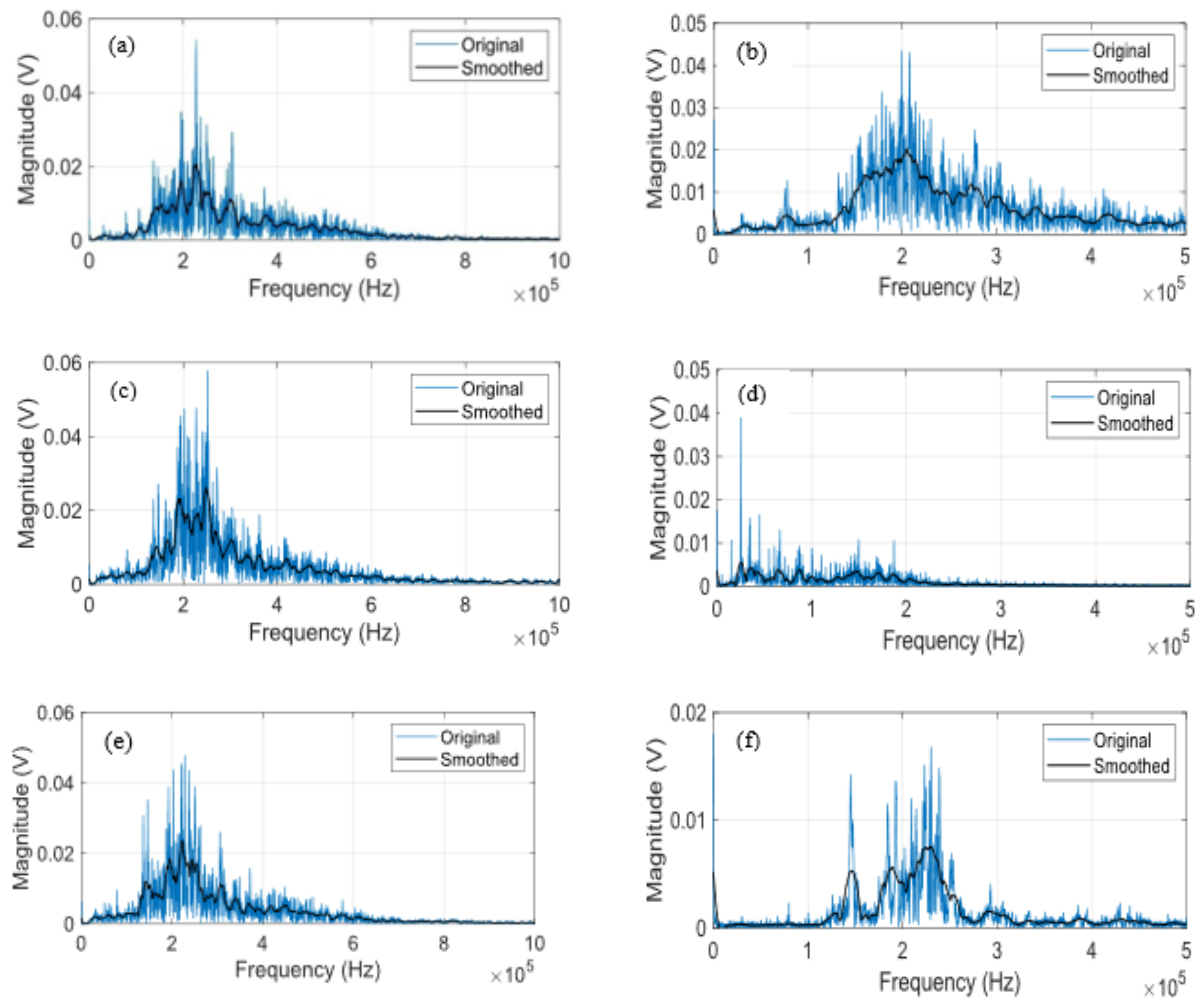 (a)
Original
Smoothed
Magnitude (V)
0.06
0.04
0.02
0
0 2 4 6 8 10
Frequency (Hz)
×10^5
(b)
Original
Smoothed
Magnitude (V)
0.05
0.04
0.03
0.02
0.01
0
0 1 2 3 4 5
Frequency (Hz)
×10^5
(c)
Original
Smoothed
Magnitude (V)
0.06
0.04
0.02
0
0 2 4 6 8 10
Frequency (Hz)
×10^5
(d)
Original
Smoothed
Magnitude (V)
0.05
0.04
0.03
0.02
0.01
0
0 1 2 3 4 5
Frequency (Hz)
×10^5
(e)
Original
Smoothed
Magnitude (V)
0.06
0.04
0.02
0
0 2 4 6 8 10
Frequency (Hz)
×10^5
(f)
Original
Smoothed
Magnitude (V)
0.02
0.01
0
0 1 2 3 4 5
Frequency (Hz)
×10^5